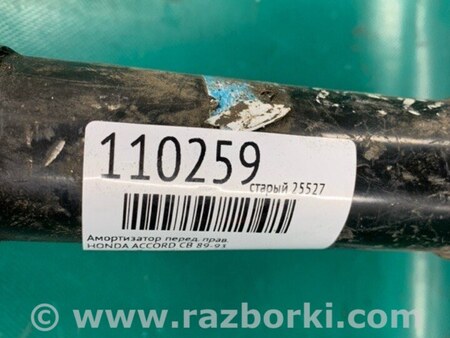 110259
старый 25527
Амортизатор перед. прав.
HONDA ACCORD CB 89-93
© www.razborki.com